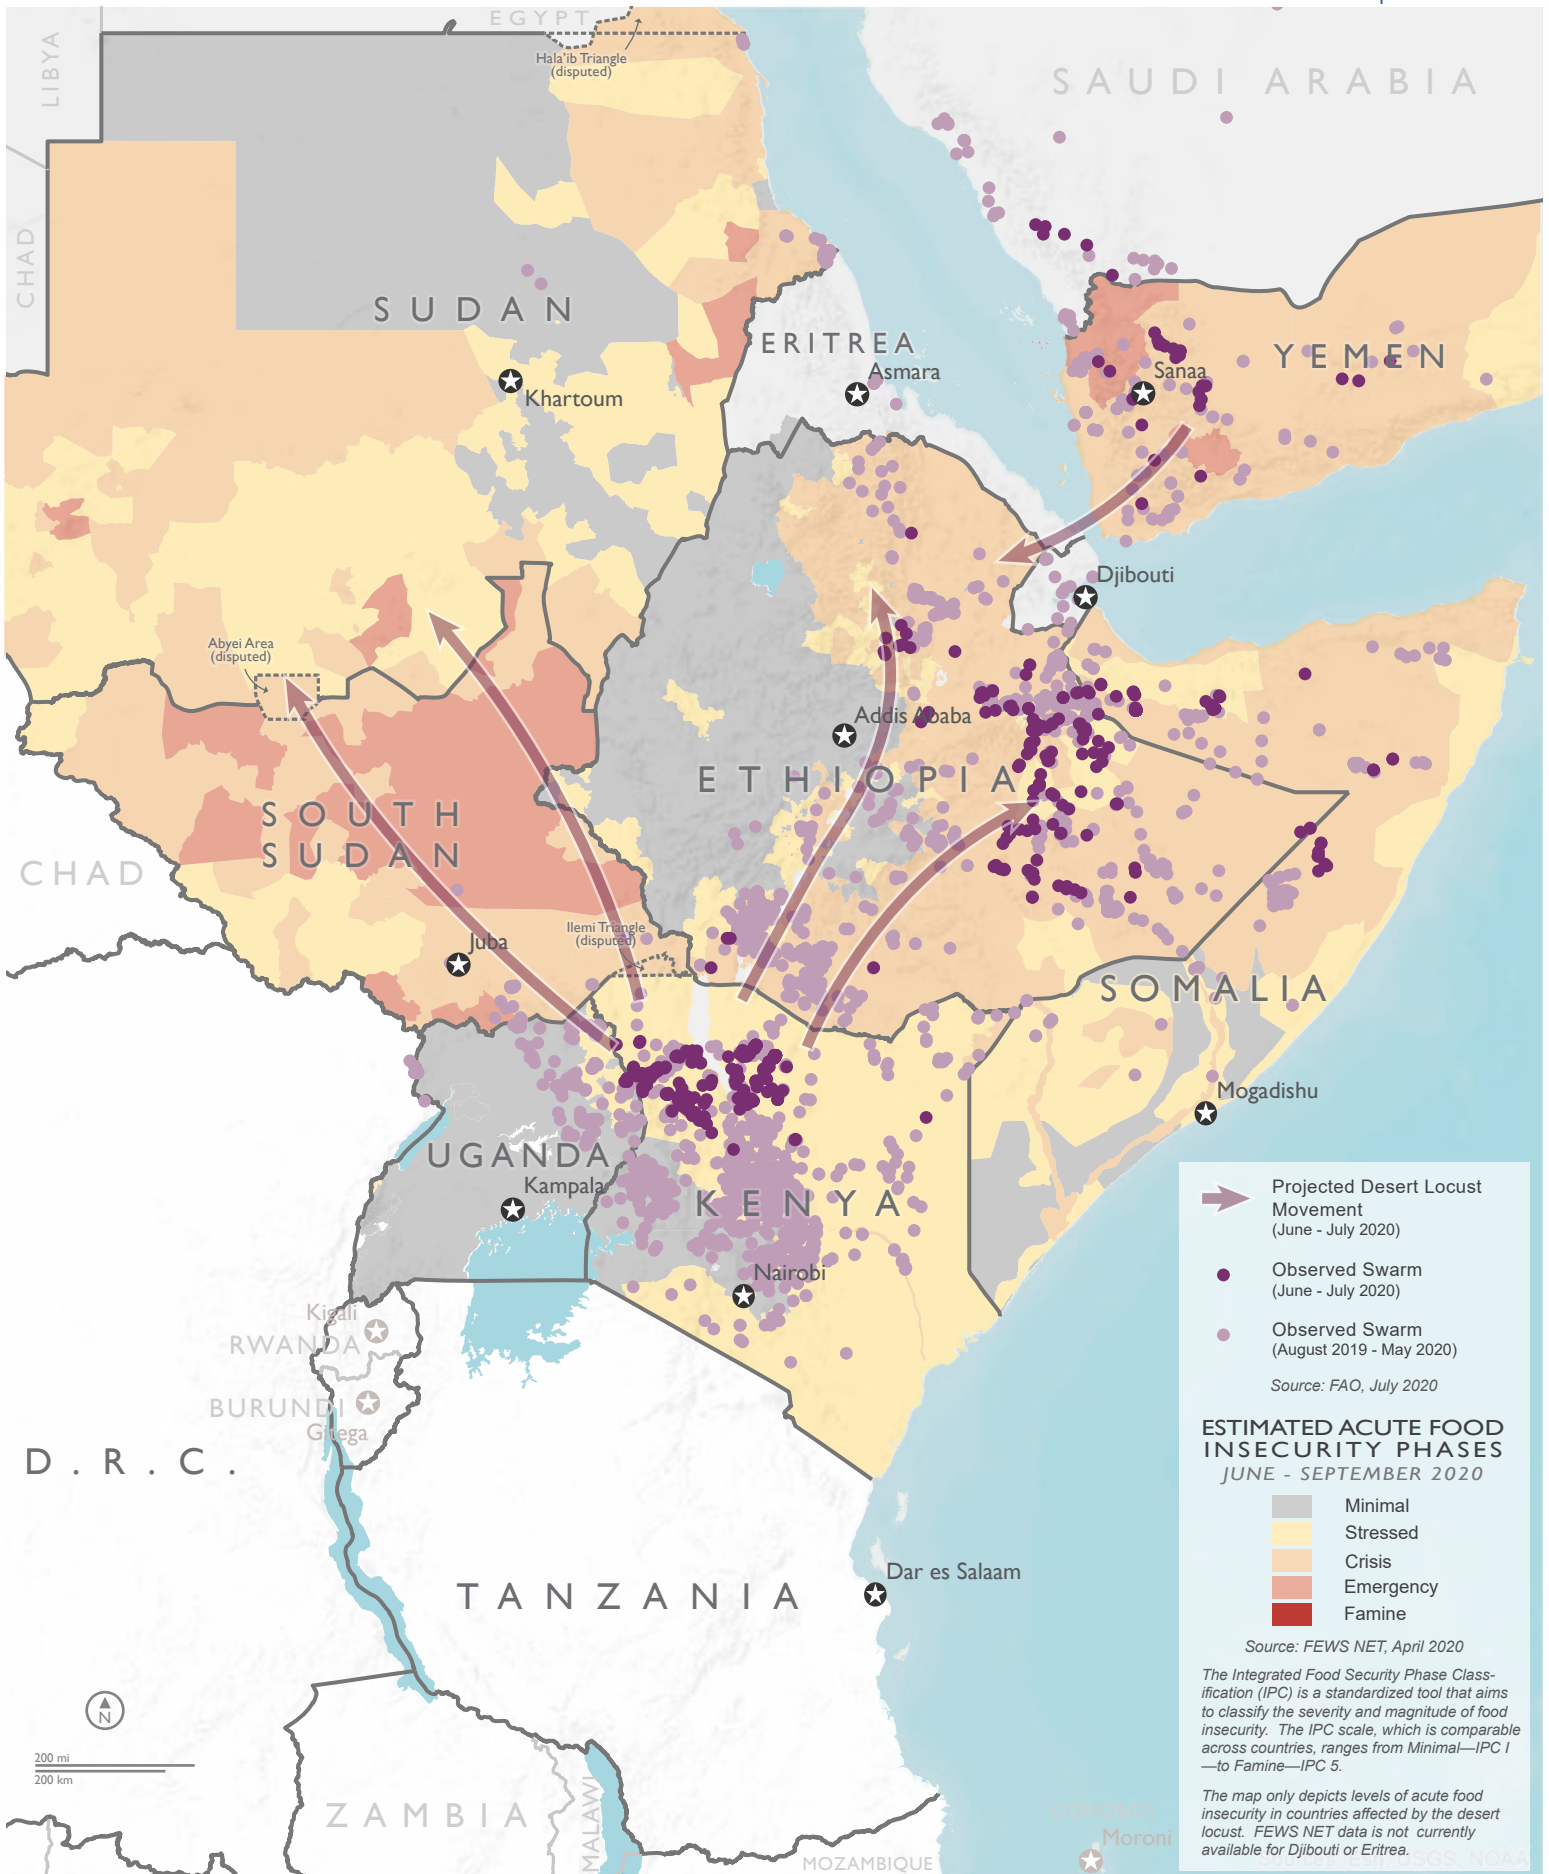 EGYPT
LIBYA
Hala'ib Triangle
(disputed)
SAUDI ARABIA
CHAD
SUDAN
ERITREA
Asmara
YEMEN
Sanaa
Khartoum
Djibouti
Abyei Area
(disputed)
Addis Ababa
ETHIOPIA
SOUTH
SUDAN
CHAD
Ilemi Triangle
(disputed)
Juba
SOMALIA
Mogadishu
UGANDA
Kampala
KENYA
Nairobi
Kigali
RWANDA
BURUNDI
Gitega
D.R.C.
TANZANIA
Dar es Salaam
N
200 mi
200 km
ZAMBIA
MALAWI
MOZAMBIQUE
COMOROS
Moroni
Projected Desert Locust
Movement
(June - July 2020)
Observed Swarm
(June - July 2020)
Observed Swarm
(August 2019 - May 2020)
Source: FAO, July 2020
ESTIMATED ACUTE FOOD
INSECURITY PHASES
JUNE - SEPTEMBER 2020
Minimal
Stressed
Crisis
Emergency
Famine
Source: FEWS NET, April 2020
The Integrated Food Security Phase Class-
ification (IPC) is a standardized tool that aims
to classify the severity and magnitude of food
insecurity. The IPC scale, which is comparable
across countries, ranges from Minimal—IPC I
—to Famine—IPC 5.
The map only depicts levels of acute food
insecurity in countries affected by the desert
locust. FEWS NET data is not currently
available for Djibouti or Eritrea.
Sources: Esri, USGS, NOAA